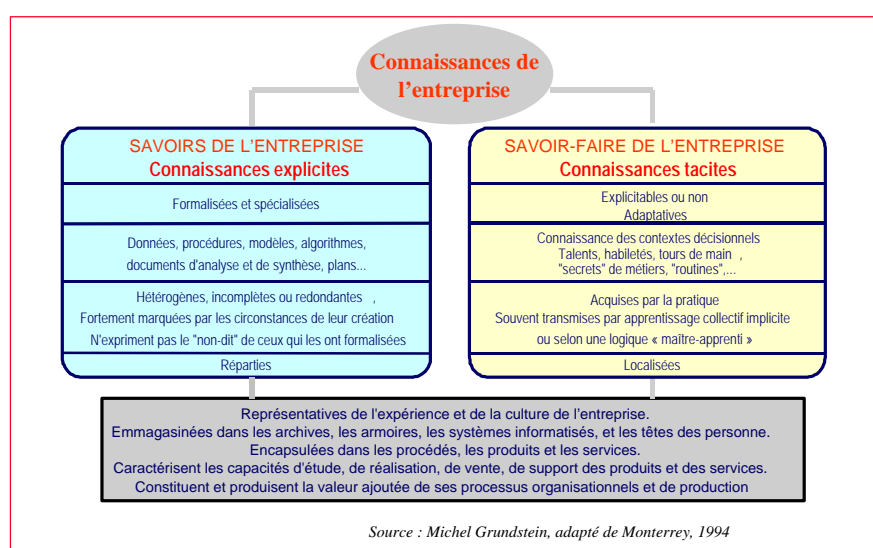 Connaissances de
l'entreprise
SAVOIRS DE L'ENTREPRISE
Connaissances explicites
Formalisées et spécialisées
Données, procédures, modèles, algorithmes,
documents d'analyse et de synthèse, plans...
Hétérogènes, incomplètes ou redondantes ,
Fortement marquées par les circonstances de leur création
N'expriment pas le "non-dit" de ceux qui les ont formalisées
Réparties
SAVOIR-FAIRE DE L'ENTREPRISE
Connaissances tacites
Explicitables ou non
Adaptatives
Connaissance des contextes décisionnels
Talents, habiletés, tours de main ,
"secrets" de métiers, "routines",...
Acquises par la pratique
Souvent transmises par apprentissage collectif implicite
ou selon une logique « maître-apprenti »
Localisées
Représentatives de l'expérience et de la culture de l'entreprise.
Emmagasinées dans les archives, les armoires, les systèmes informatisés, et les têtes des personne.
Encapsulées dans les procédés, les produits et les services.
Caractérisent les capacités d'étude, de réalisation, de vente, de support des produits et des services.
Constituent et produisent la valeur ajoutée de ses processus organisationnels et de production
Source : Michel Grundstein, adapté de Monterrey, 1994